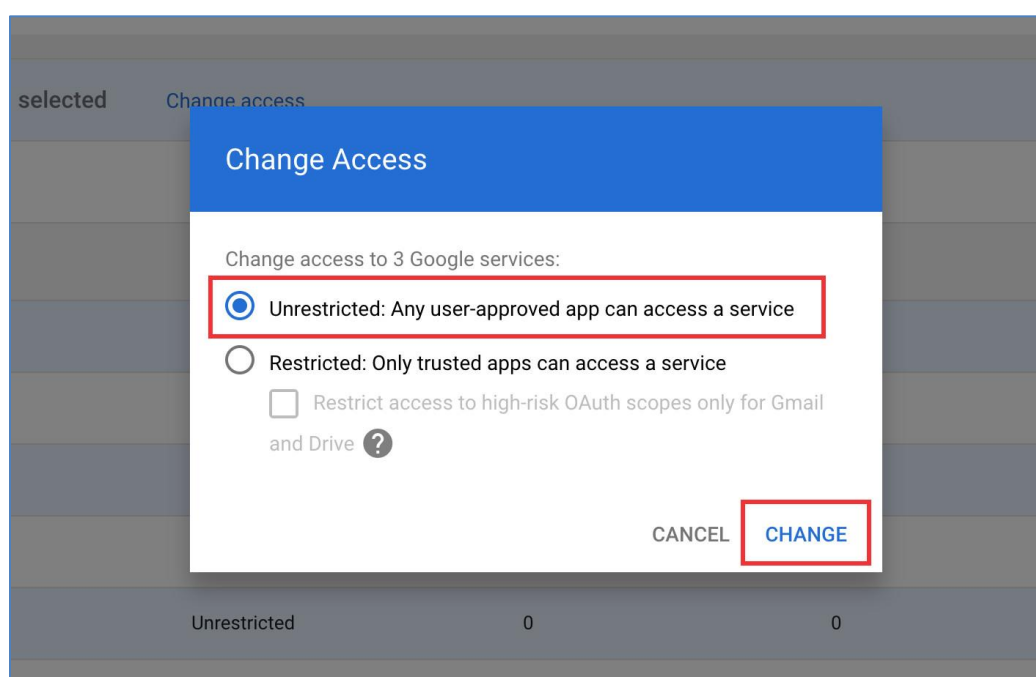 selected Change access
Change Access
Change access to 3 Google services:
Unrestricted: Any user-approved app can access a service
Restricted: Only trusted apps can access a service
Restrict access to high-risk OAuth scopes only for Gmail
and Drive ?
CANCEL CHANGE
Unrestricted 0 0